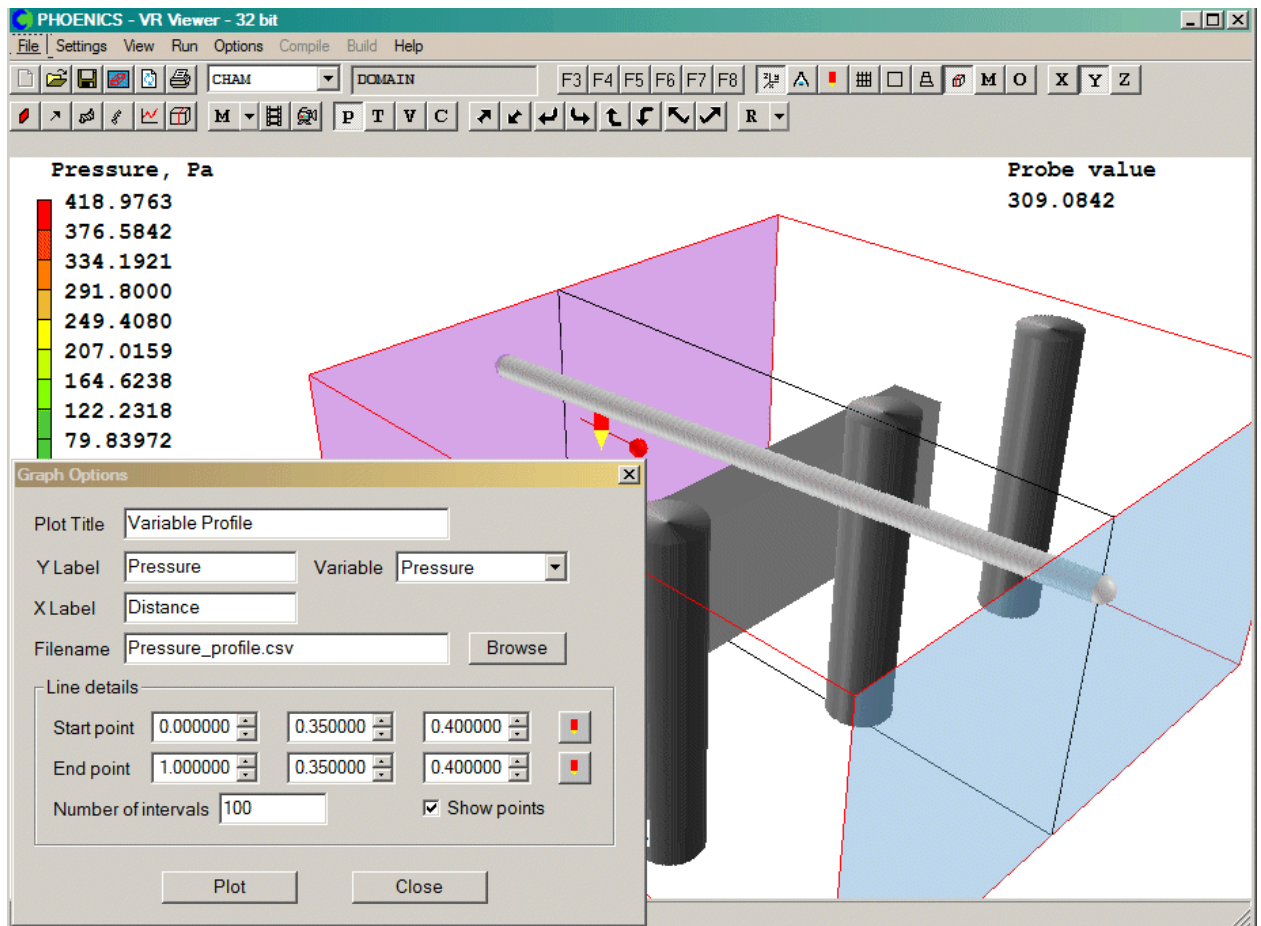 PHOENICS - VR Viewer - 32 bit
File Settings View Run Options Compile Build Help
CHAM DOMAIN F3 F4 F5 F6 F7 F8 M O X Y Z
M P T V C R
Pressure, Pa
Probe value
418.9763
309.0842
376.5842
334.1921
291.8000
249.4080
207.0159
164.6238
122.2318
79.83972
Graph Options
Plot Title Variable Profile
Y Label Pressure Variable Pressure
X Label Distance
Filename Pressure_profile.csv Browse
Line details
Start point 0.000000 0.350000 0.400000
End point 1.000000 0.350000 0.400000
Number of intervals 100 Show points
Plot Close